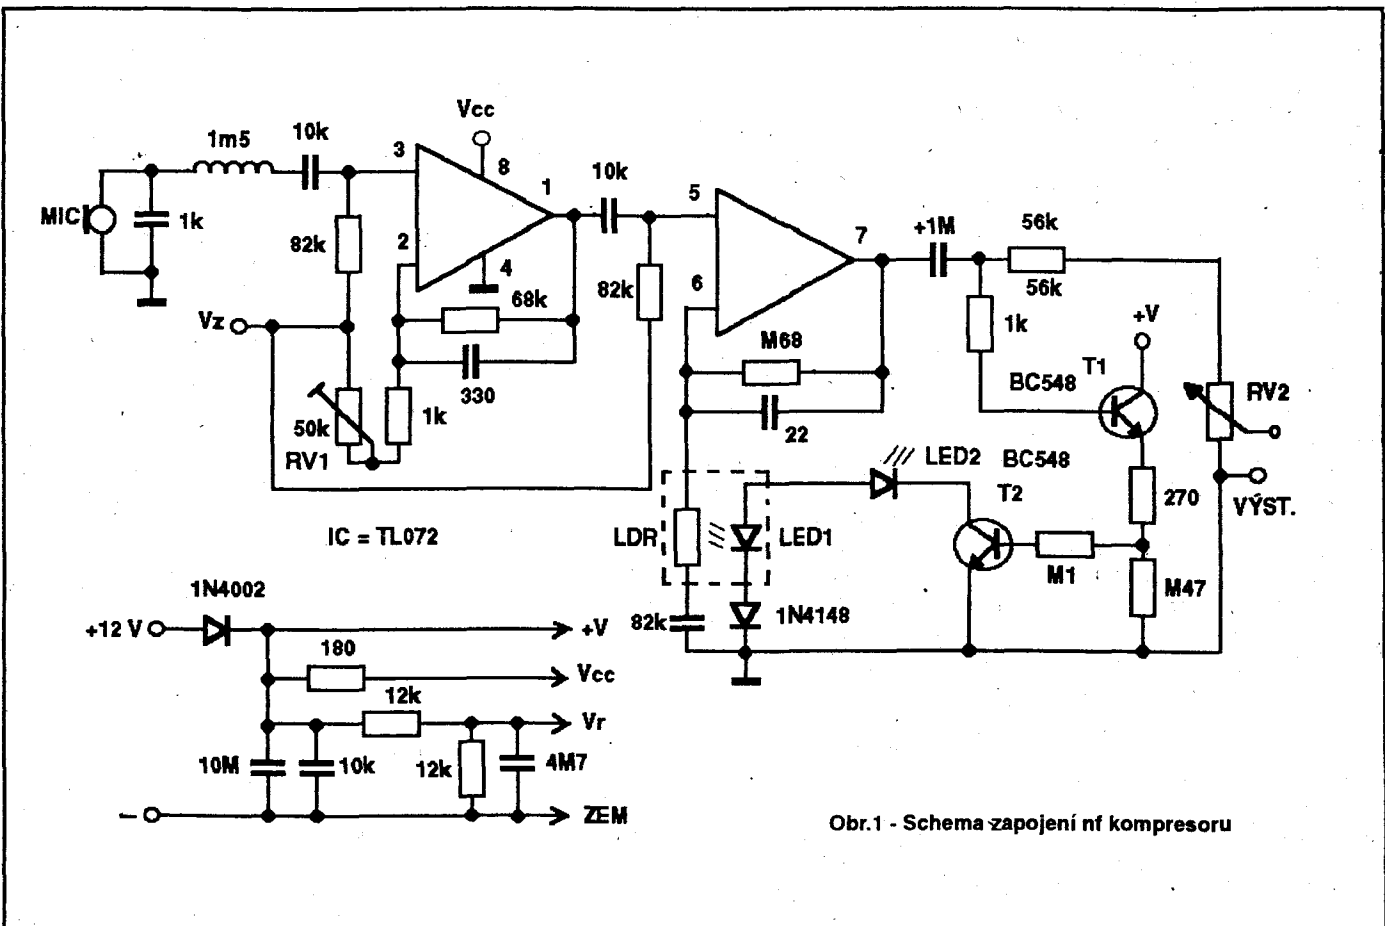 Vcc
10k
1m5
3
8
10k
1
5
MIC
1k
82k
2
4
7
+1M
56k
6
68k
82k
56k
Vz
+V
1k
M68
T1
330
BC548
RV2
50k
1k
22
RV1
LED2
BC548
T2
270
VÝST.
IC = TL072
LDR
LED1
M1
M47
1N4002
82k
1N4148
+12 V
+V
180
Vcc
12k
Vr
10M
10k
12k
4M7
–
ZEM
Obr.1 - Schema zapojení nf kompresoru